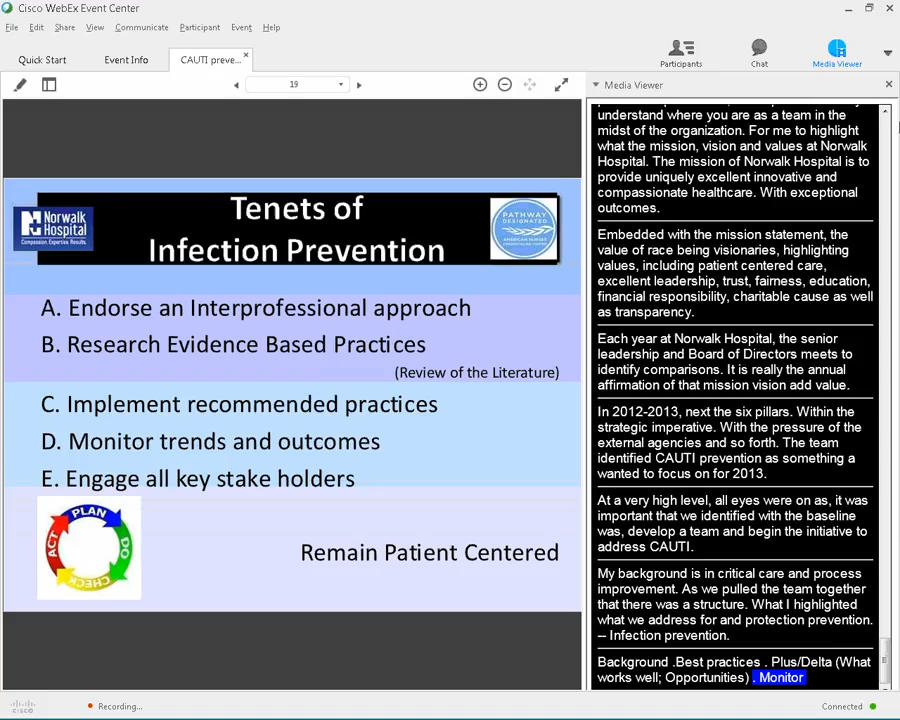 Cisco WebEx Event Center
File Edit Share View Communicate Participant Event Help
Quick Start Event Info CAUTI preve... Participants Chat Media Viewer
19
Media Viewer
Norwalk
Hospital
Compassion. Expertise. Results.
Tenets of
Infection Prevention
PATHWAY
DESIGNATED
AMERICAN NURSES
CREDENTIALING CENTER
A. Endorse an Interprofessional approach
B. Research Evidence Based Practices
(Review of the Literature)
C. Implement recommended practices
D. Monitor trends and outcomes
E. Engage all key stake holders
PLAN
DO
CHECK
ACT
Remain Patient Centered
understand where you are as a team in the
midst of the organization. For me to highlight
what the mission, vision and values at Norwalk
Hospital. The mission of Norwalk Hospital is to
provide uniquely excellent innovative and
compassionate healthcare. With exceptional
outcomes.
Embedded with the mission statement, the
value of race being visionaries, highlighting
values, including patient centered care,
excellent leadership, trust, fairness, education,
financial responsibility, charitable cause as well
as transparency.
Each year at Norwalk Hospital, the senior
leadership and Board of Directors meets to
identify comparisons. It is really the annual
affirmation of that mission vision add value.
In 2012-2013, next the six pillars. Within the
strategic imperative. With the pressure of the
external agencies and so forth. The team
identified CAUTI prevention as something a
wanted to focus on for 2013.
At a very high level, all eyes were on as, it was
important that we identified with the baseline
was, develop a team and begin the initiative to
address CAUTI.
My background is in critical care and process
improvement. As we pulled the team together
that there was a structure. What I highlighted
what we address for and protection prevention.
-- Infection prevention.
Background .Best practices . Plus/Delta (What
works well; Opportunities) . Monitor
cisco Recording... Connected